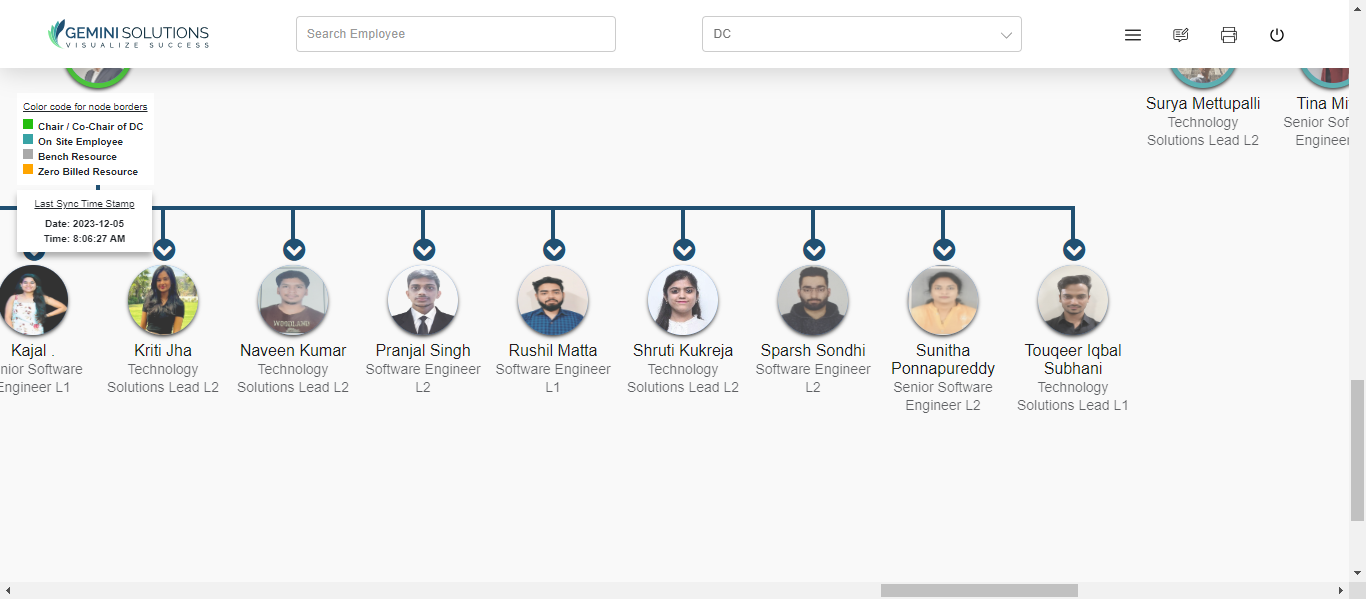 GEMINI SOLUTIONS
VISUALIZE SUCCESS
Search Employee
DC
Color code for node borders
Chair / Co-Chair of DC
On Site Employee
Bench Resource
Zero Billed Resource
Last Sync Time Stamp
Date: 2023-12-05
Time: 8:06:27 AM
Surya Mettupalli
Technology
Solutions Lead L2
Tina Mi
Senior Sof
Engineer
Kajal .
nior Software
Engineer L1
Kriti Jha
Technology
Solutions Lead L2
Naveen Kumar
Technology
Solutions Lead L2
WOODLAND
Pranjal Singh
Software Engineer
L2
Rushil Matta
Software Engineer
L1
Shruti Kukreja
Technology
Solutions Lead L2
Sparsh Sondhi
Software Engineer
L2
Sunitha
Ponnapureddy
Senior Software
Engineer L2
Touqeer Iqbal
Subhani
Technology
Solutions Lead L1